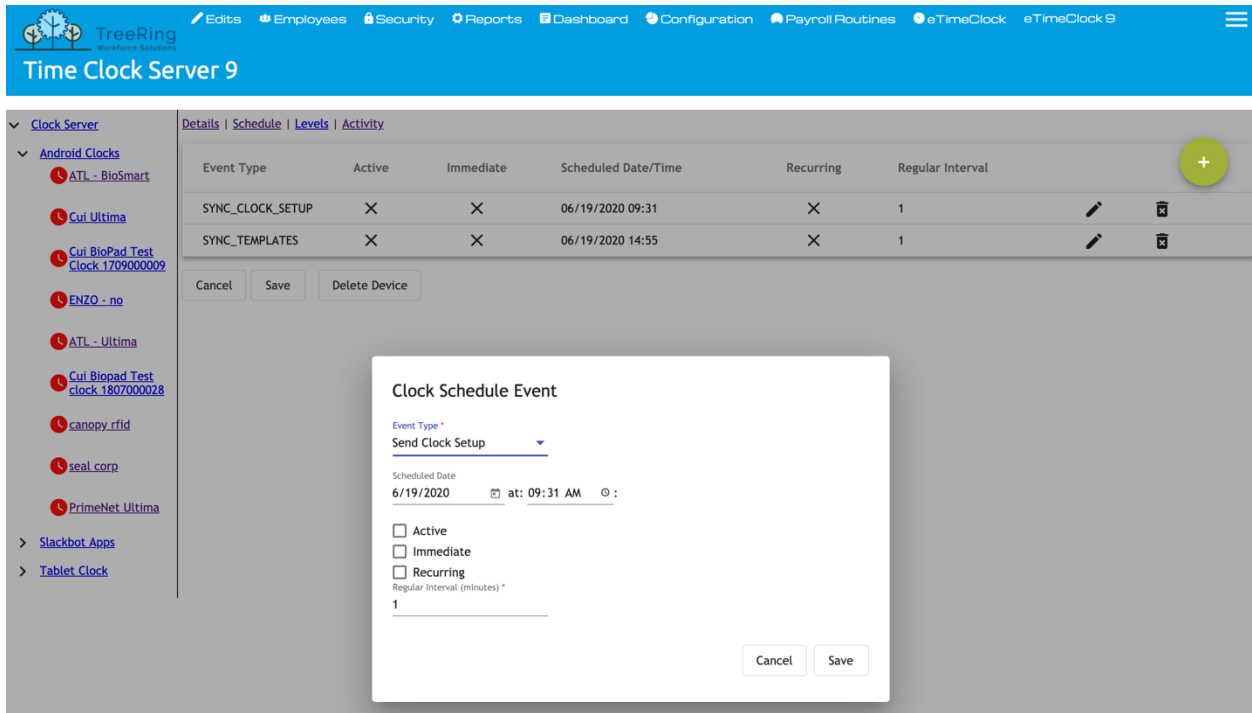 TreeRing
Workforce Solutions
Edits Employees Security Reports Dashboard Configuration Payroll Routines eTimeClock eTimeClock 9
Time Clock Server 9
Clock Server
Android Clocks
ATL - BioSmart
Cui Ultima
Cui BioPad Test
Clock 1709000009
ENZO - no
ATL - Ultima
Cui Biopad Test
clock 1807000028
canopy rfid
seal corp
PrimeNet Ultima
Slackbot Apps
Tablet Clock
Details | Schedule | Levels | Activity
Event Type Active Immediate Scheduled Date/Time Recurring Regular Interval
+
SYNC_CLOCK_SETUP 06/19/2020 09:31 1
SYNC_TEMPLATES 06/19/2020 14:55 1
Cancel Save Delete Device
Clock Schedule Event
Event Type *
Send Clock Setup
Scheduled Date
6/19/2020 at: 09:31 AM :
Active
Immediate
Recurring
Regular Interval (minutes) *
1
Cancel Save